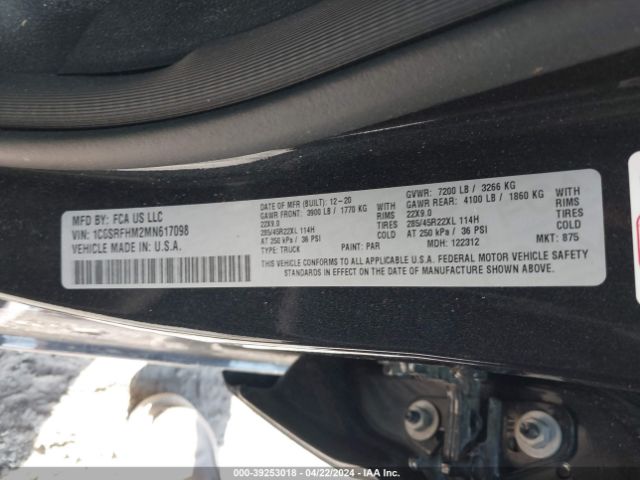 MFD BY: FCA US LLC
VIN: 1C6SRFHM2MN617098
VEHICLE MADE IN: U.S.A.
DATE OF MFR (BUILT): 12-20
GAWR FRONT: 3900 LB / 1770 KG WITH
22X9.0 RIMS
285/45R22XL 114H TIRES
AT 250 kPa / 36 PSI COLD
TYPE: TRUCK PAINT: PAR
GVWR: 7200 LB / 3266 KG
GAWR REAR: 4100 LB / 1860 KG WITH
22X9.0 RIMS
285/45R22XL 114H TIRES
AT 250 kPa / 36 PSI COLD
MDH: 122312 MKT: 875
THIS VEHICLE CONFORMS TO ALL APPLICABLE U.S.A. FEDERAL MOTOR VEHICLE SAFETY
STANDARDS IN EFFECT ON THE DATE OF MANUFACTURE SHOWN ABOVE.
000-39253018 - 04/22/2024 - IAA Inc.